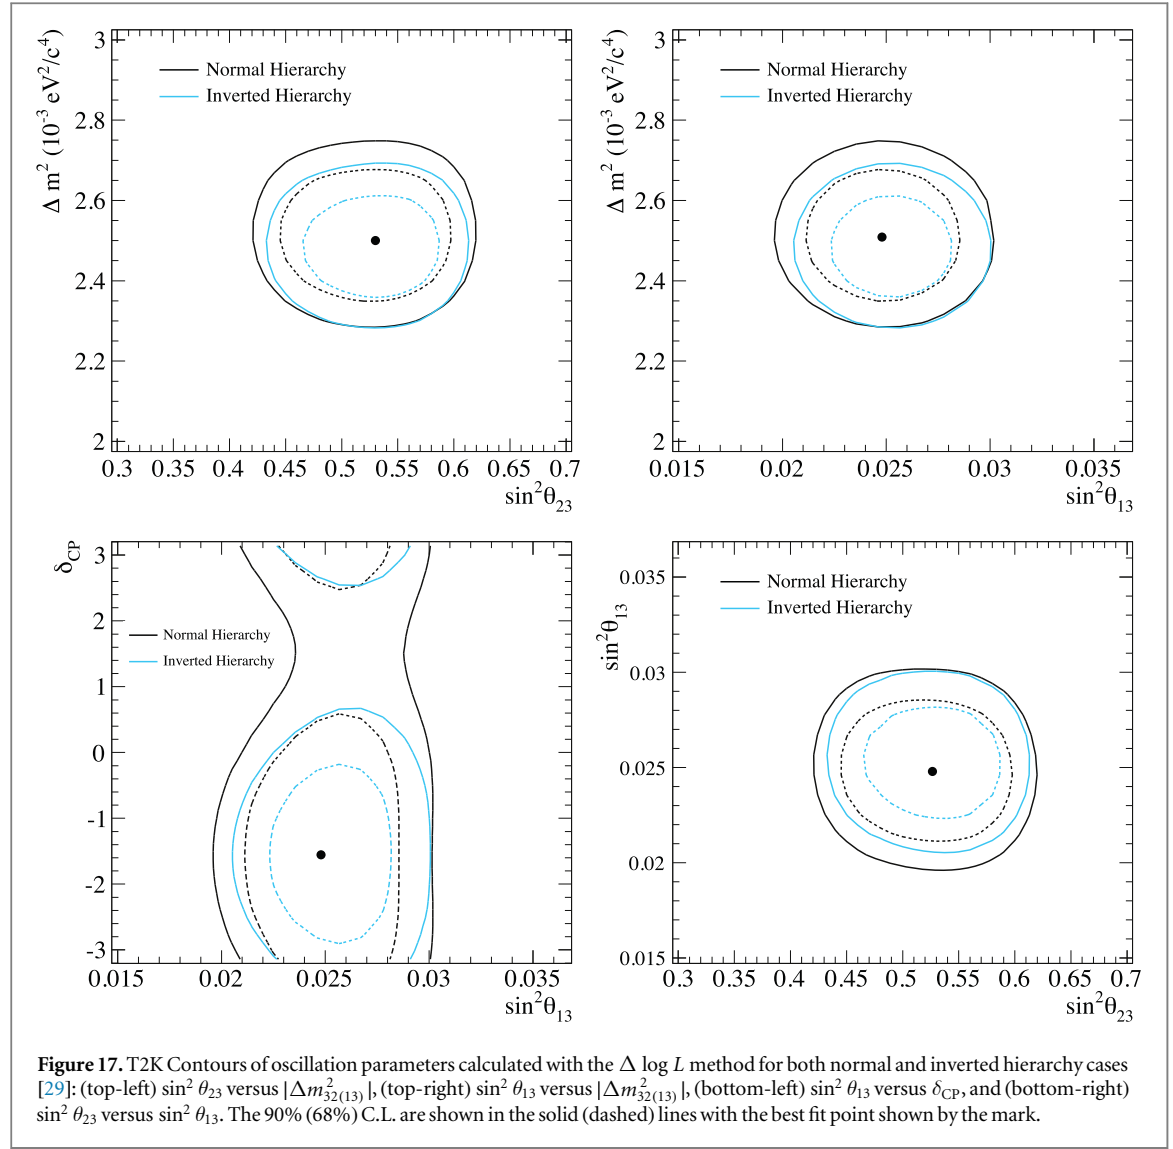 Δ m² (10⁻³ eV²/c⁴)
3
2.8
2.6
2.4
2.2
2
Normal Hierarchy
Inverted Hierarchy
0.3 0.35 0.4 0.45 0.5 0.55 0.6 0.65 0.7
sin²θ₂₃
Δ m² (10⁻³ eV²/c⁴)
3
2.8
2.6
2.4
2.2
2
Normal Hierarchy
Inverted Hierarchy
0.015 0.02 0.025 0.03 0.035
sin²θ₁₃
δCP
3
2
1
0
-1
-2
-3
Normal Hierarchy
Inverted Hierarchy
0.015 0.02 0.025 0.03 0.035
sin²θ₁₃
sin²θ₁₃
0.035
0.03
0.025
0.02
0.015
Normal Hierarchy
Inverted Hierarchy
0.3 0.35 0.4 0.45 0.5 0.55 0.6 0.65 0.7
sin²θ₂₃
Figure 17. T2K Contours of oscillation parameters calculated with the Δ log L method for both normal and inverted hierarchy cases
[29]: (top-left) sin² θ₂₃ versus |Δm²₃₂₍₁₃₎|, (top-right) sin² θ₁₃ versus |Δm²₃₂₍₁₃₎|, (bottom-left) sin² θ₁₃ versus δCP, and (bottom-right)
sin² θ₂₃ versus sin² θ₁₃. The 90% (68%) C.L. are shown in the solid (dashed) lines with the best fit point shown by the mark.